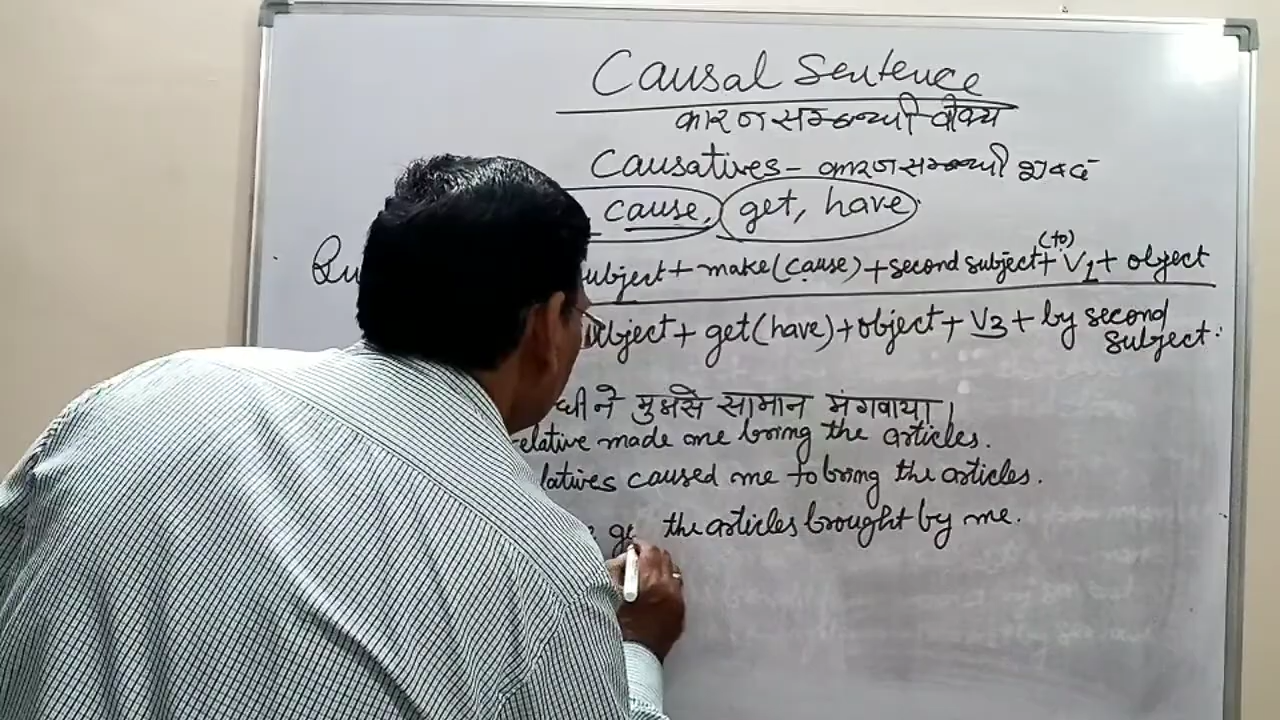 Causal Sentence
कारण सम्बन्धी वाक्य
Causatives - कारण सम्बन्धी शब्द
cause, get, have
subject + make (cause) + second subject + (to) V1 + object
subject + get (have) + object + V3 + by second
subject.
धी ने मुझसे सामान मंगवाया।
elative made me bring the articles.
latives caused me to bring the articles.
ge the articles brought by me.